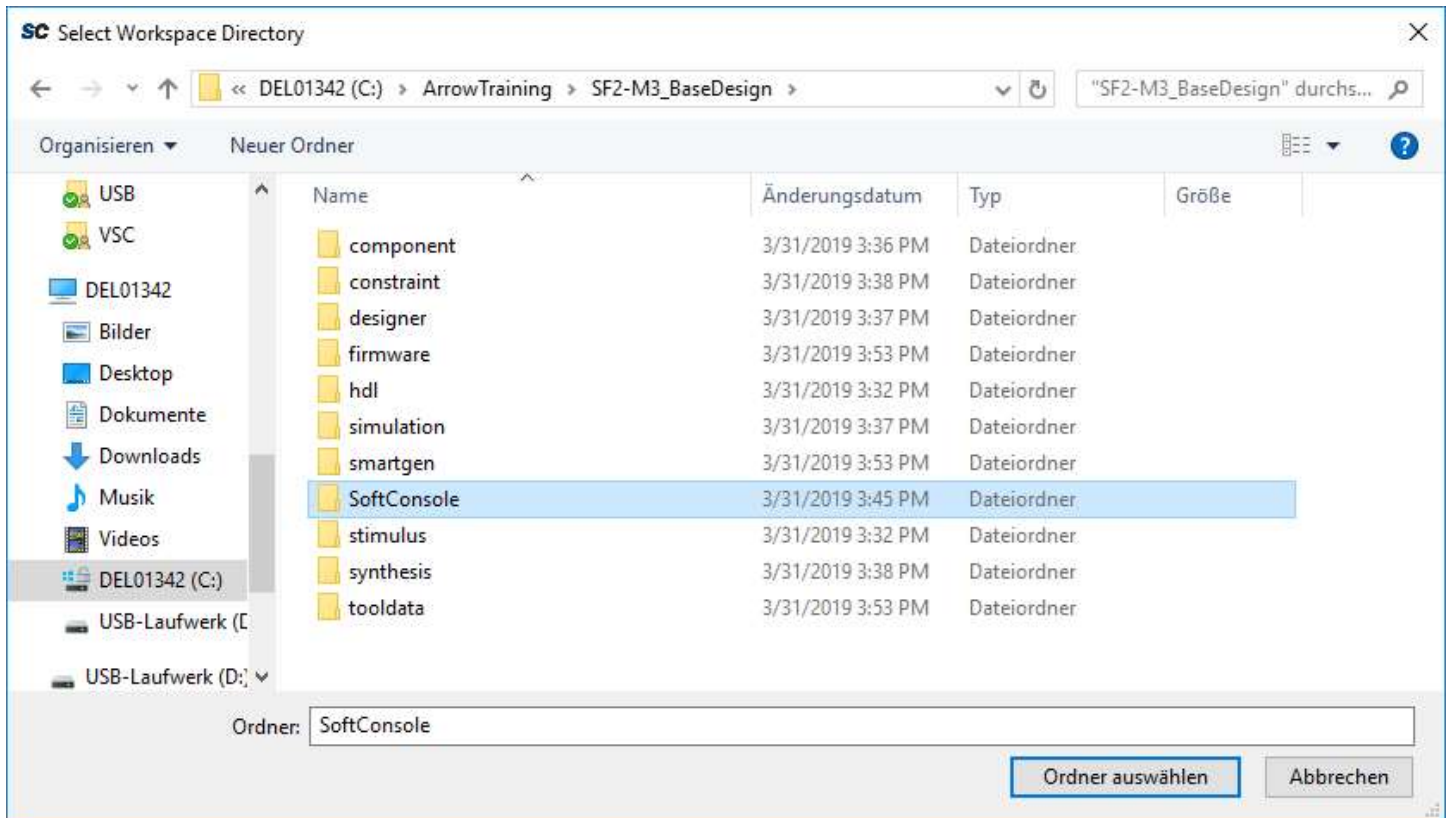 SC Select Workspace Directory
« DEL01342 (C:) › ArrowTraining › SF2-M3_BaseDesign › "SF2-M3_BaseDesign" durchs...
Organisieren Neuer Ordner ?
USB
VSC
DEL01342
Bilder
Desktop
Dokumente
Downloads
Musik
Videos
DEL01342 (C:)
USB-Laufwerk (D
USB-Laufwerk (D:)
Name Änderungsdatum Typ Größe
component 3/31/2019 3:36 PM Dateiordner
constraint 3/31/2019 3:38 PM Dateiordner
designer 3/31/2019 3:37 PM Dateiordner
firmware 3/31/2019 3:53 PM Dateiordner
hdl 3/31/2019 3:32 PM Dateiordner
simulation 3/31/2019 3:37 PM Dateiordner
smartgen 3/31/2019 3:53 PM Dateiordner
SoftConsole 3/31/2019 3:45 PM Dateiordner
stimulus 3/31/2019 3:32 PM Dateiordner
synthesis 3/31/2019 3:38 PM Dateiordner
tooldata 3/31/2019 3:53 PM Dateiordner
Ordner: SoftConsole
Ordner auswählen Abbrechen